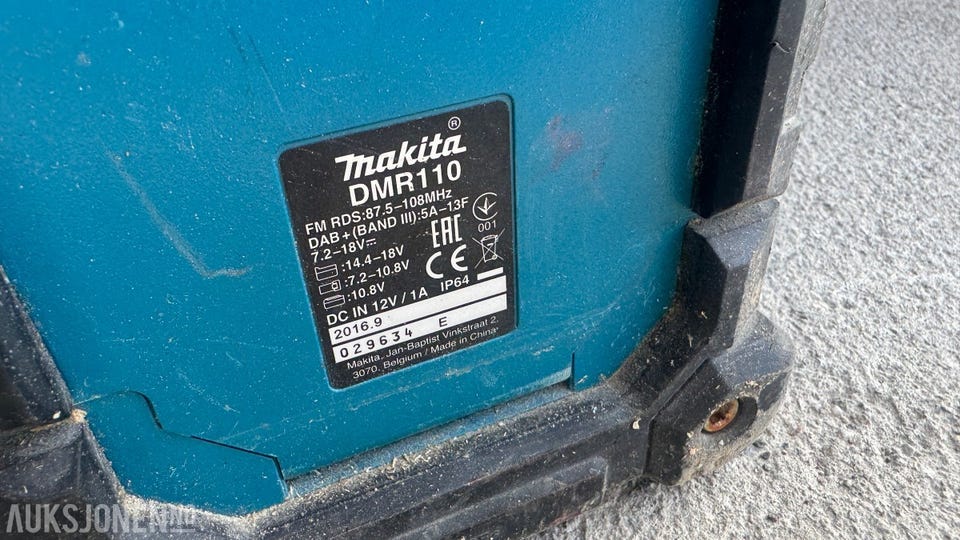 makita®
DMR110
FM RDS:87.5–108MHz
DAB+(BAND III):5A–13F
7.2–18V⎓
:14.4–18V
:7.2–10.8V
:10.8V
EAC
001
CE
DC IN 12V/1A IP64
2016.9
029634 E
Makita, Jan-Baptist Vinkstraat 2,
3070, Belgium / Made in China
AUKSJONEN.NO